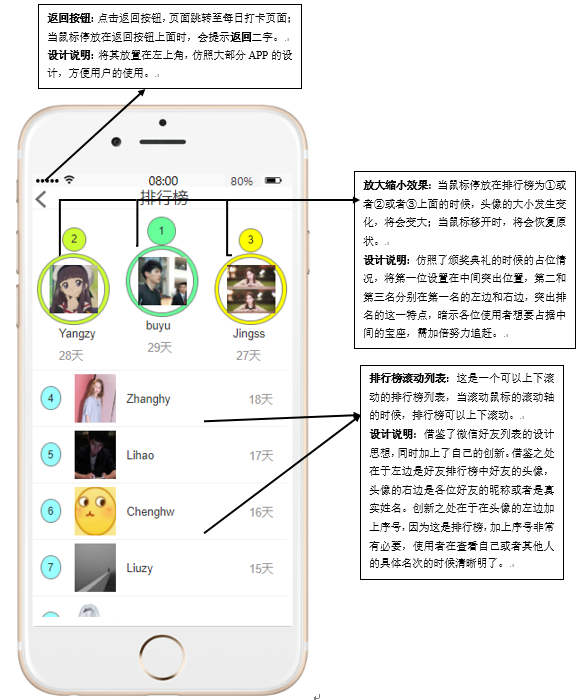 返回按钮:点击返回按钮,页面跳转至每日打卡页面;
当鼠标停放在返回按钮上面时,会提示返回二字。
设计说明:将其放置在左上角,仿照大部分 APP 的设
计,方便用户的使用。
08:00
80%
排行榜
2
1
3
Yangzy
buyu
Jingss
28天
29天
27天
4
Zhanghy
18天
5
Lihao
17天
6
Chenghw
16天
7
Liuzy
15天
放大缩小效果:当鼠标停放在排行榜为①或
者②或者③上面的时候,头像的大小发生变
化,将会变大;当鼠标移开时,将会恢复原
状。
设计说明:仿照了颁奖典礼的时候的占位情
况,将第一位设置在中间突出位置,第二和
第三名分别在第一名的左边和右边,突出排
名的这一特点,暗示各位使用者想要占据中
间的宝座,需加倍努力追赶。
排行榜滚动列表:这是一个可以上下滚
动的排行榜列表,当滚动鼠标的滚动轴
的时候,排行榜可以上下滚动。
设计说明:借鉴了微信好友列表的设计
思想,同时加上了自己的创新。借鉴之处
在于左边是好友排行榜中好友的头像,
头像的右边是各位好友的昵称或者是真
实姓名。创新之处在于在头像的左边加
上序号,因为这是排行榜,加上序号非常
有必要,使用者在查看自己或者其他人
的具体名次的时候清晰明了。